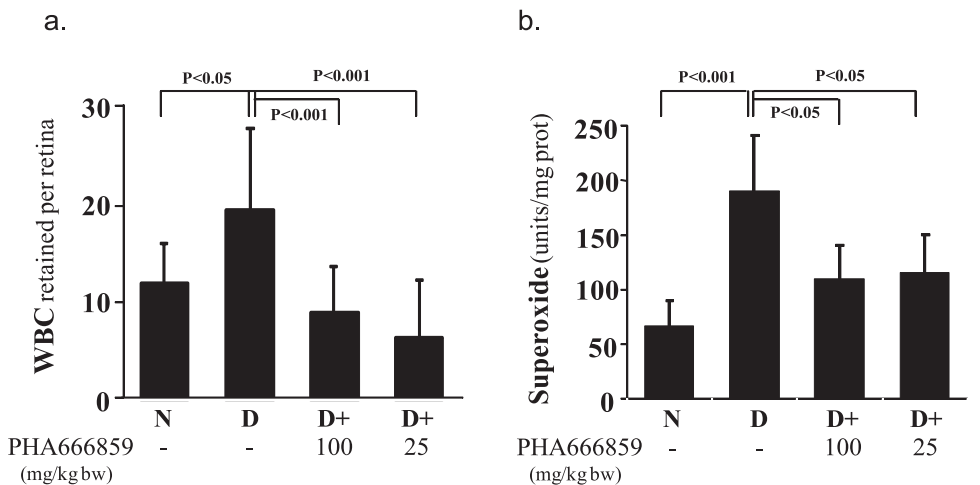 a.
P<0.05
P<0.001
P<0.001
WBC retained per retina
30
20
10
0
N D D+ D+
PHA666859 - - 100 25
(mg/kg bw)
b.
P<0.001
P<0.05
P<0.05
Superoxide (units/mg prot)
250
200
150
100
50
0
N D D+ D+
PHA666859 - - 100 25
(mg/kg bw)